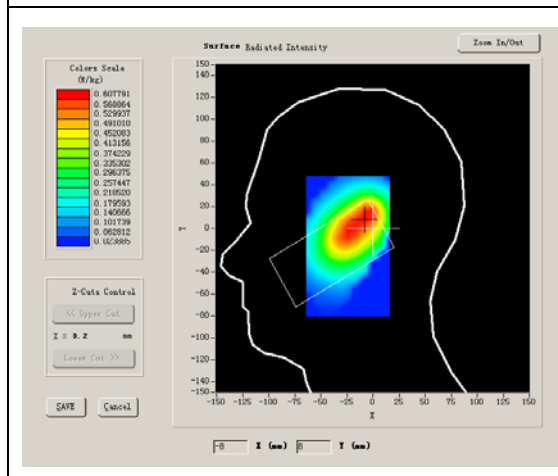 Surface Radiated Intensity
Zoom In/Out
Colors Scale
(W/kg)
0.607791
0.568864
0.529937
0.491010
0.452083
0.413156
0.374229
0.335302
0.296375
0.257447
0.218520
0.179593
0.140666
0.101739
0.062812
0.023885
150
140
120
100
80
60
40
20
0
-20
-40
-60
-80
-100
-120
-140
-150
Y
-150 -125 -100 -75 -50 -25 0 25 50 75 100 125 150
X
Z-Cuts Control
<< Upper Cut
Z = 0.2 mm
Lower Cut >>
SAVE Cancel
-8 X (mm) 8 Y (mm)